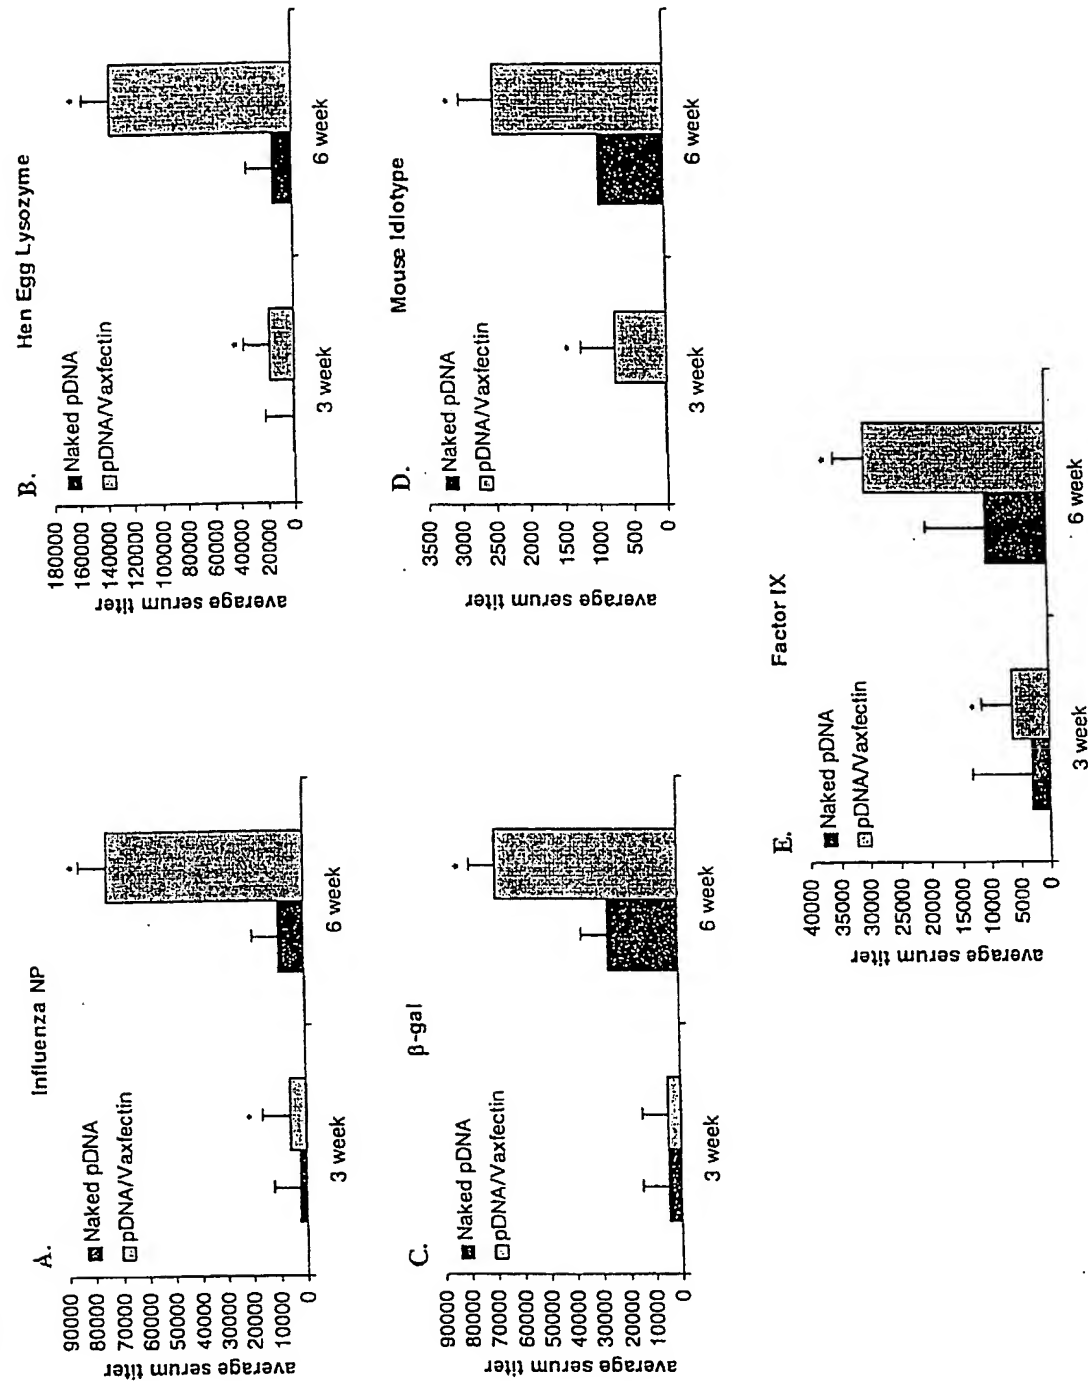 A.
Influenza NP
Naked pDNA
pDNA/Vaxfectin
average serum titer
90000
80000
70000
60000
50000
40000
30000
20000
10000
0
*
*
3 week
6 week
B.
Hen Egg Lysozyme
Naked pDNA
pDNA/Vaxfectin
average serum titer
180000
160000
140000
120000
100000
80000
60000
40000
20000
0
*
*
3 week
6 week
C.
β-gal
Naked pDNA
pDNA/Vaxfectin
average serum titer
90000
80000
70000
60000
50000
40000
30000
20000
10000
0
*
3 week
6 week
D.
Mouse Idiotype
Naked pDNA
pDNA/Vaxfectin
average serum titer
3500
3000
2500
2000
1500
1000
500
0
*
*
3 week
6 week
E.
Factor IX
Naked pDNA
pDNA/Vaxfectin
average serum titer
40000
35000
30000
25000
20000
15000
10000
5000
0
*
*
3 week
6 week